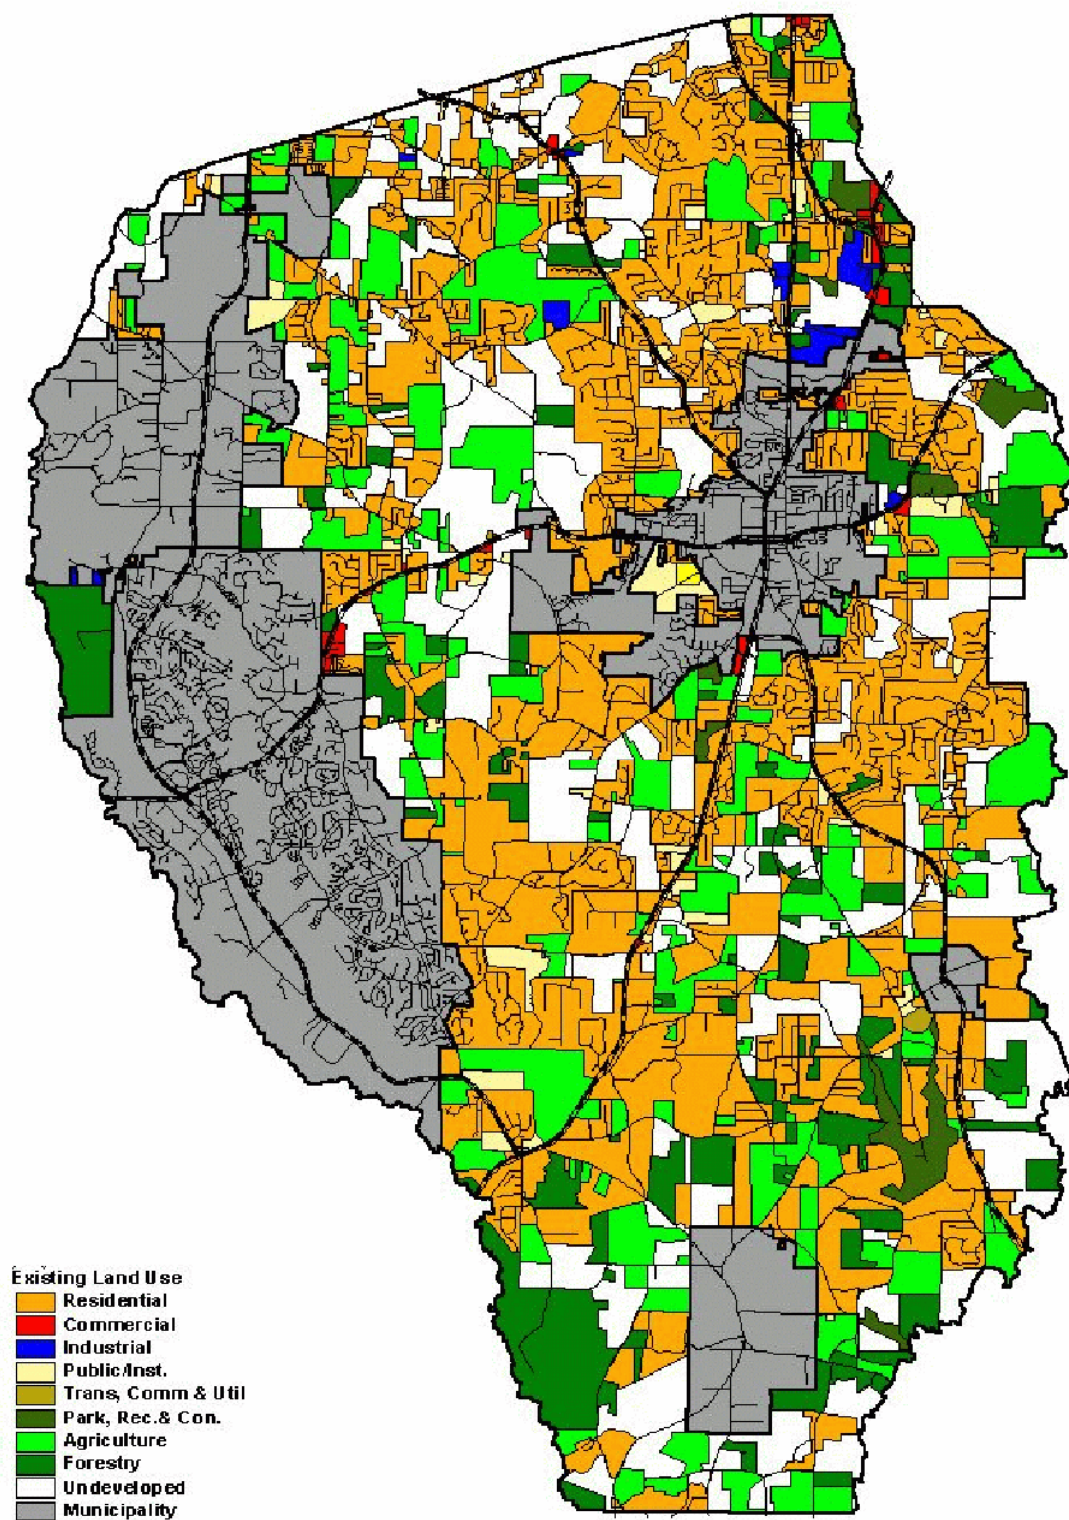 Existing Land Use
Residential
Commercial
Industrial
Public/Inst.
Trans, Comm & Util
Park, Rec.& Con.
Agriculture
Forestry
Undeveloped
Municipality